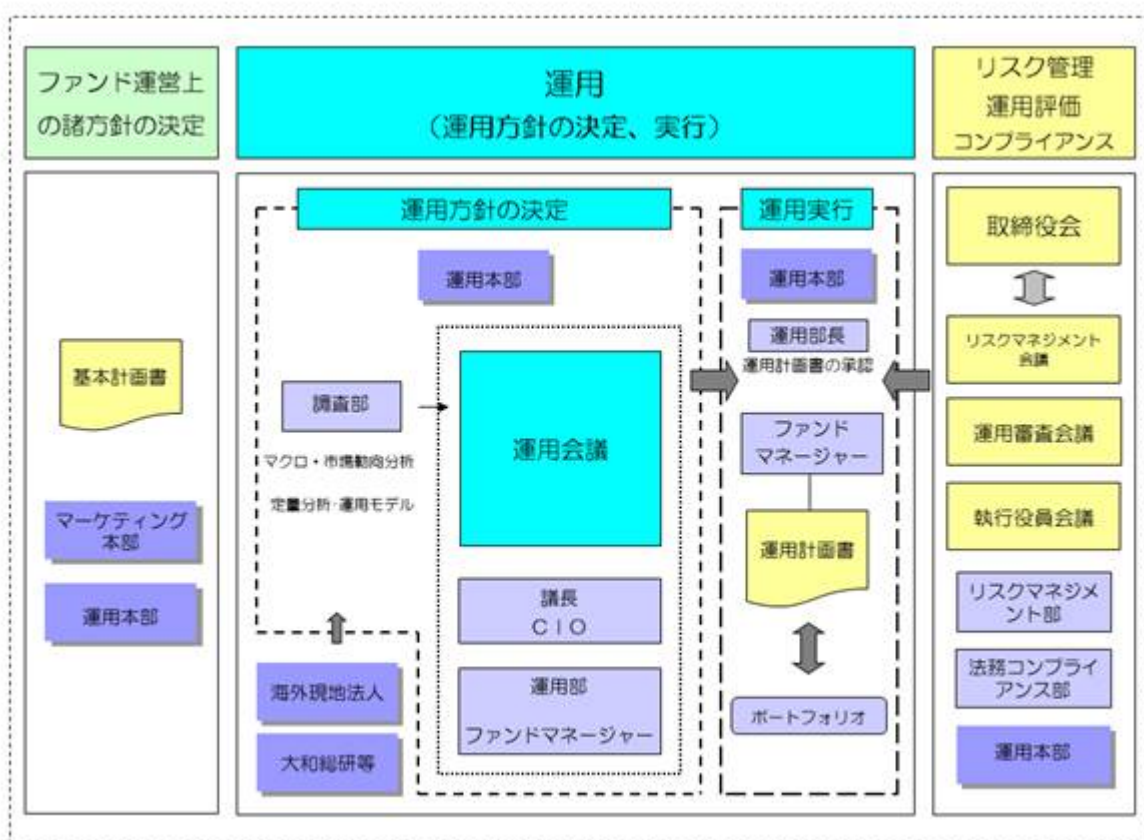 ファンド運営上
の諸方針の決定
運用
（運用方針の決定、実行）
リスク管理
運用評価
コンプライアンス
基本計画書
マーケティング
本部
運用本部
運用方針の決定
運用本部
調査部
マクロ・市場動向分析
定量分析・運用モデル
運用会議
議長
ＣＩＯ
運用部
ファンドマネージャー
海外現地法人
大和総研等
運用実行
運用本部
運用部長
運用計画書の承認
ファンド
マネージャー
運用計画書
ポートフォリオ
取締役会
リスクマネジメント
会議
運用審査会議
執行役員会議
リスクマネジメ
ント部
法務コンプライ
アンス部
運用本部